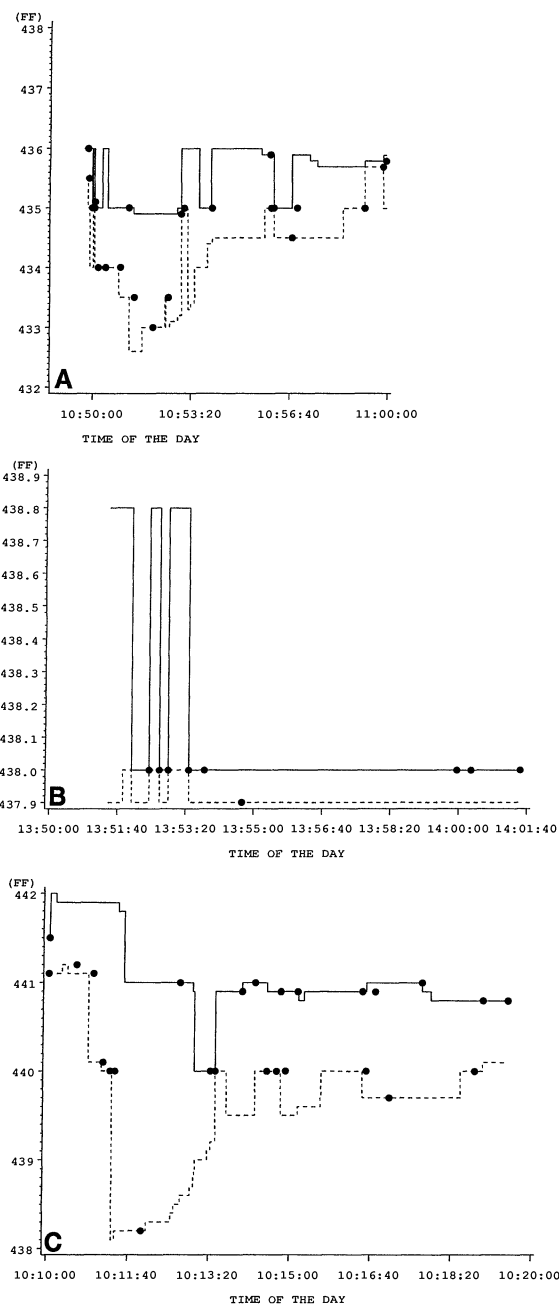 (FF)
438
437
436
435
434
433
432
A
10:50:00 10:53:20 10:56:40 11:00:00
TIME OF THE DAY
(FF)
438.9
438.8
438.7
438.6
438.5
438.4
438.3
438.2
438.1
438.0
437.9
B
13:50:00 13:51:40 13:53:20 13:55:00 13:56:40 13:58:20 14:00:00 14:01:40
TIME OF THE DAY
(FF)
442
441
440
439
438
C
10:10:00 10:11:40 10:13:20 10:15:00 10:16:40 10:18:20 10:20:00
TIME OF THE DAY